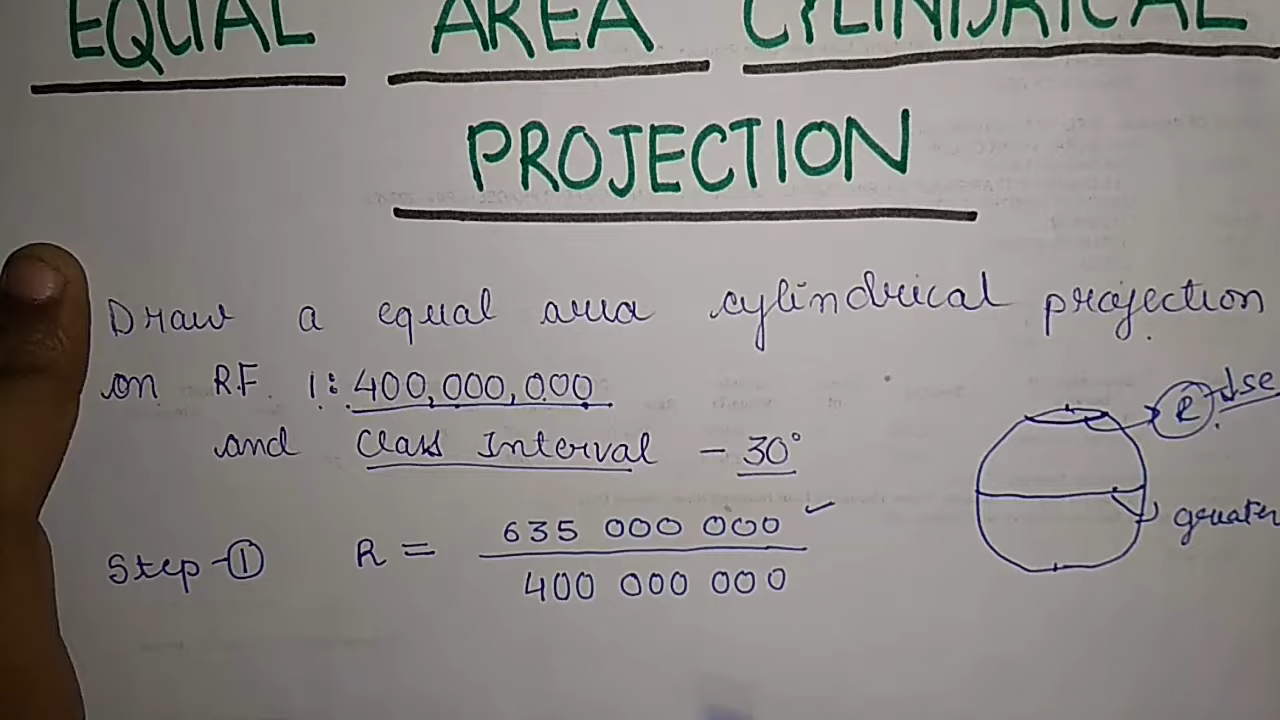 EQUAL AREA CYLINDRICAL
PROJECTION
Draw a equal area cylindrical projection
on R.F. 1:400,000,000
and Class Interval - 30°
Step-① R = 635 000 000
400 000 000
R
greater